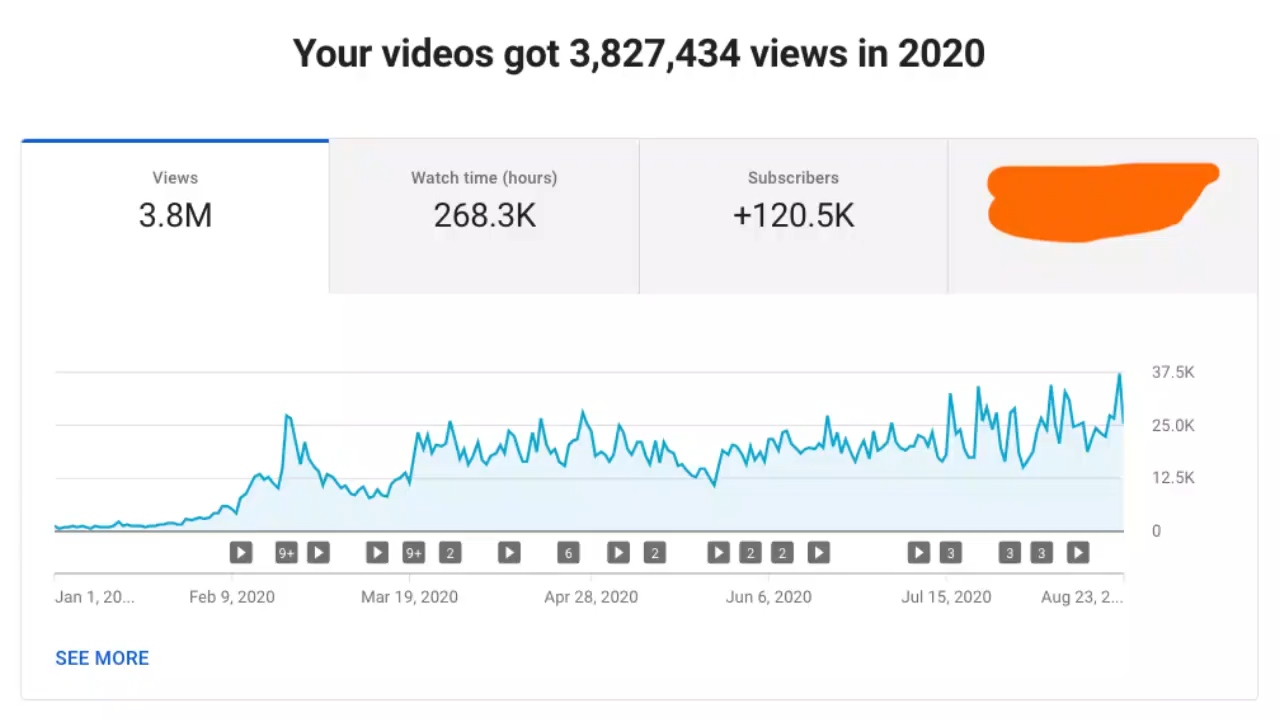 Your videos got 3,827,434 views in 2020
Views
3.8M
Watch time (hours)
268.3K
Subscribers
+120.5K
37.5K
25.0K
12.5K
0
9+ 9+ 2 6 2 2 2 3 3 3
Jan 1, 20... Feb 9, 2020 Mar 19, 2020 Apr 28, 2020 Jun 6, 2020 Jul 15, 2020 Aug 23, 2...
SEE MORE